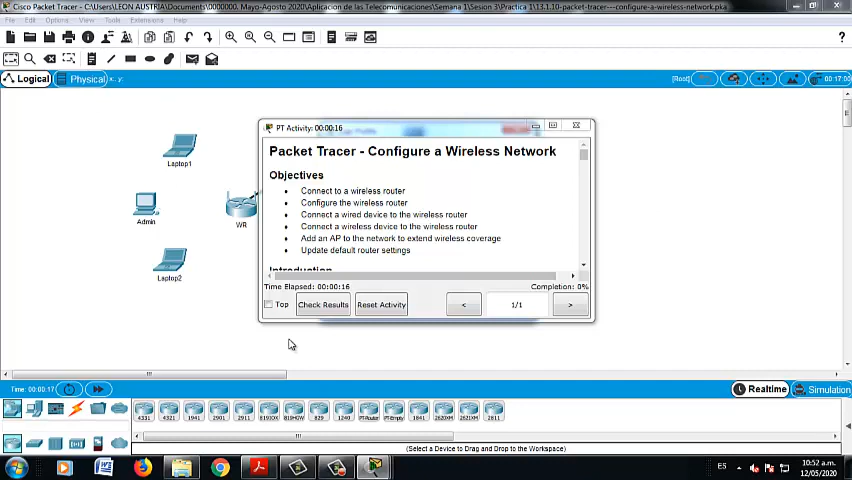 Cisco Packet Tracer - C:\Users\LEON AUSTRIA\Documents\0000000. Mayo-Agosto 2020\Aplicacion de las Telecomunicaciones\Semana 1\Sesion 3\Practica 1\13.1.10-packet-tracer---configure-a-wireless-network.pka
File Edit Options View Tools Extensions Help
Logical Physical x:, y: [Root] 00:17:00
PT Activity: 00:00:16
Packet Tracer - Configure a Wireless Network
Objectives
Connect to a wireless router
Configure the wireless router
Connect a wired device to the wireless router
Connect a wireless device to the wireless router
Add an AP to the network to extend wireless coverage
Update default router settings
Introduction
Time Elapsed: 00:00:16 Completion: 0%
Top Check Results Reset Activity < 1/1 >
Laptop1
Admin
WR
Laptop2
Time: 00:00:17 Realtime Simulation
4331 4321 1941 2901 2911 819IOX 819HGW 829 1240 PT-Router PT-Empty 1841 2620XM 2621XM 2811
(Select a Device to Drag and Drop to the Workspace)
ES 10:52 a.m.
12/05/2020